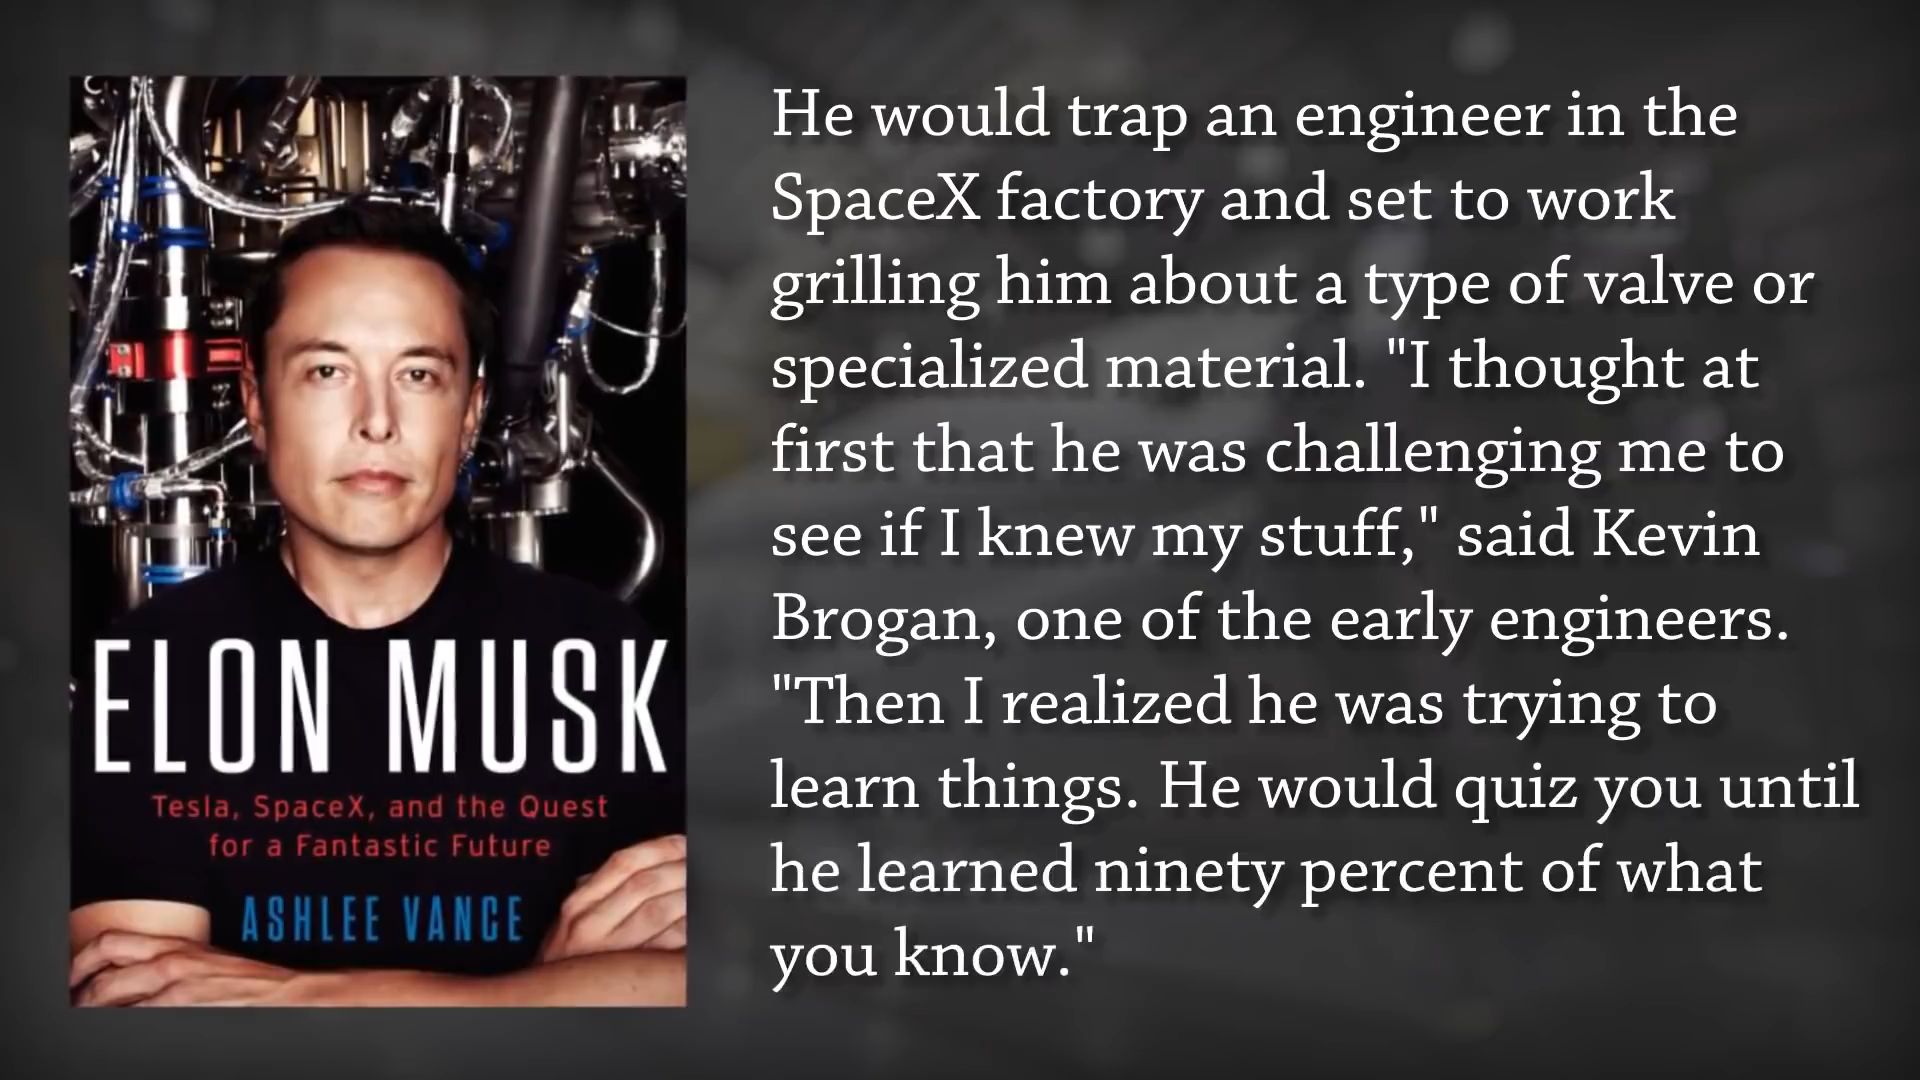 ELON MUSK
Tesla, SpaceX, and the Quest
for a Fantastic Future
ASHLEE VANCE
He would trap an engineer in the
SpaceX factory and set to work
grilling him about a type of valve or
specialized material. "I thought at
first that he was challenging me to
see if I knew my stuff," said Kevin
Brogan, one of the early engineers.
"Then I realized he was trying to
learn things. He would quiz you until
he learned ninety percent of what
you know."